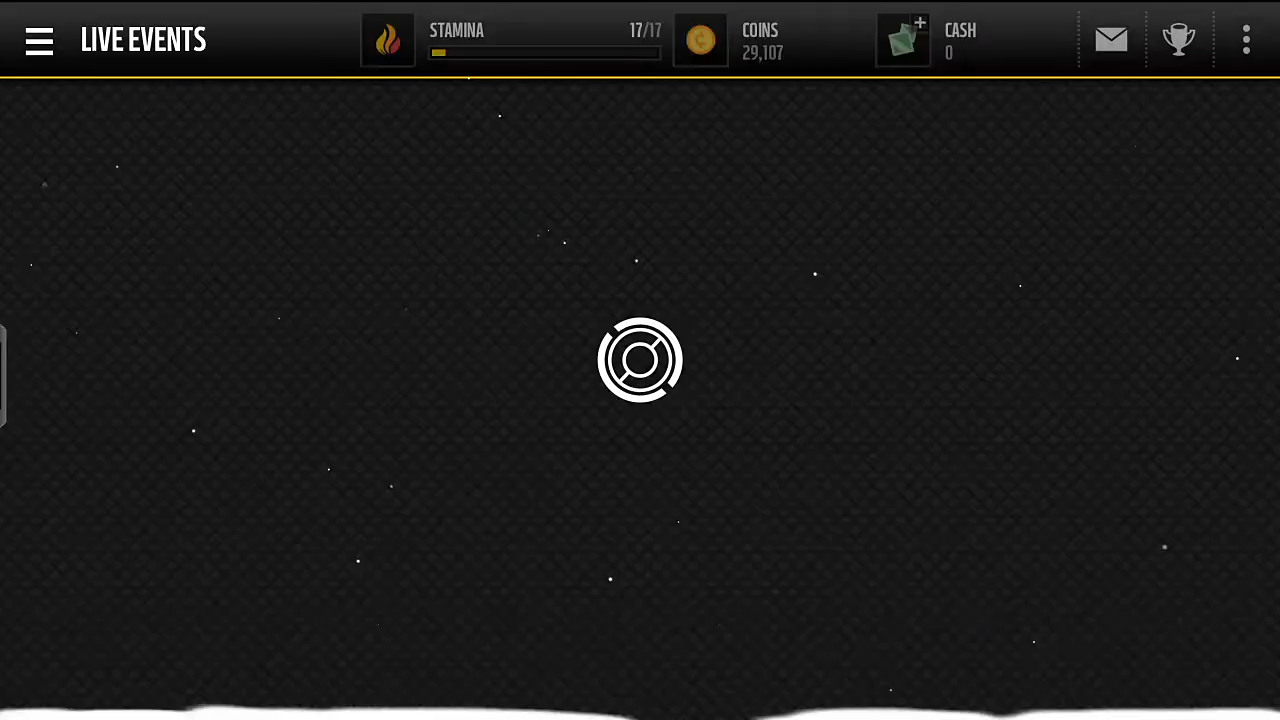 LIVE EVENTS
STAMINA 17/17
COINS
29,107
CASH
0